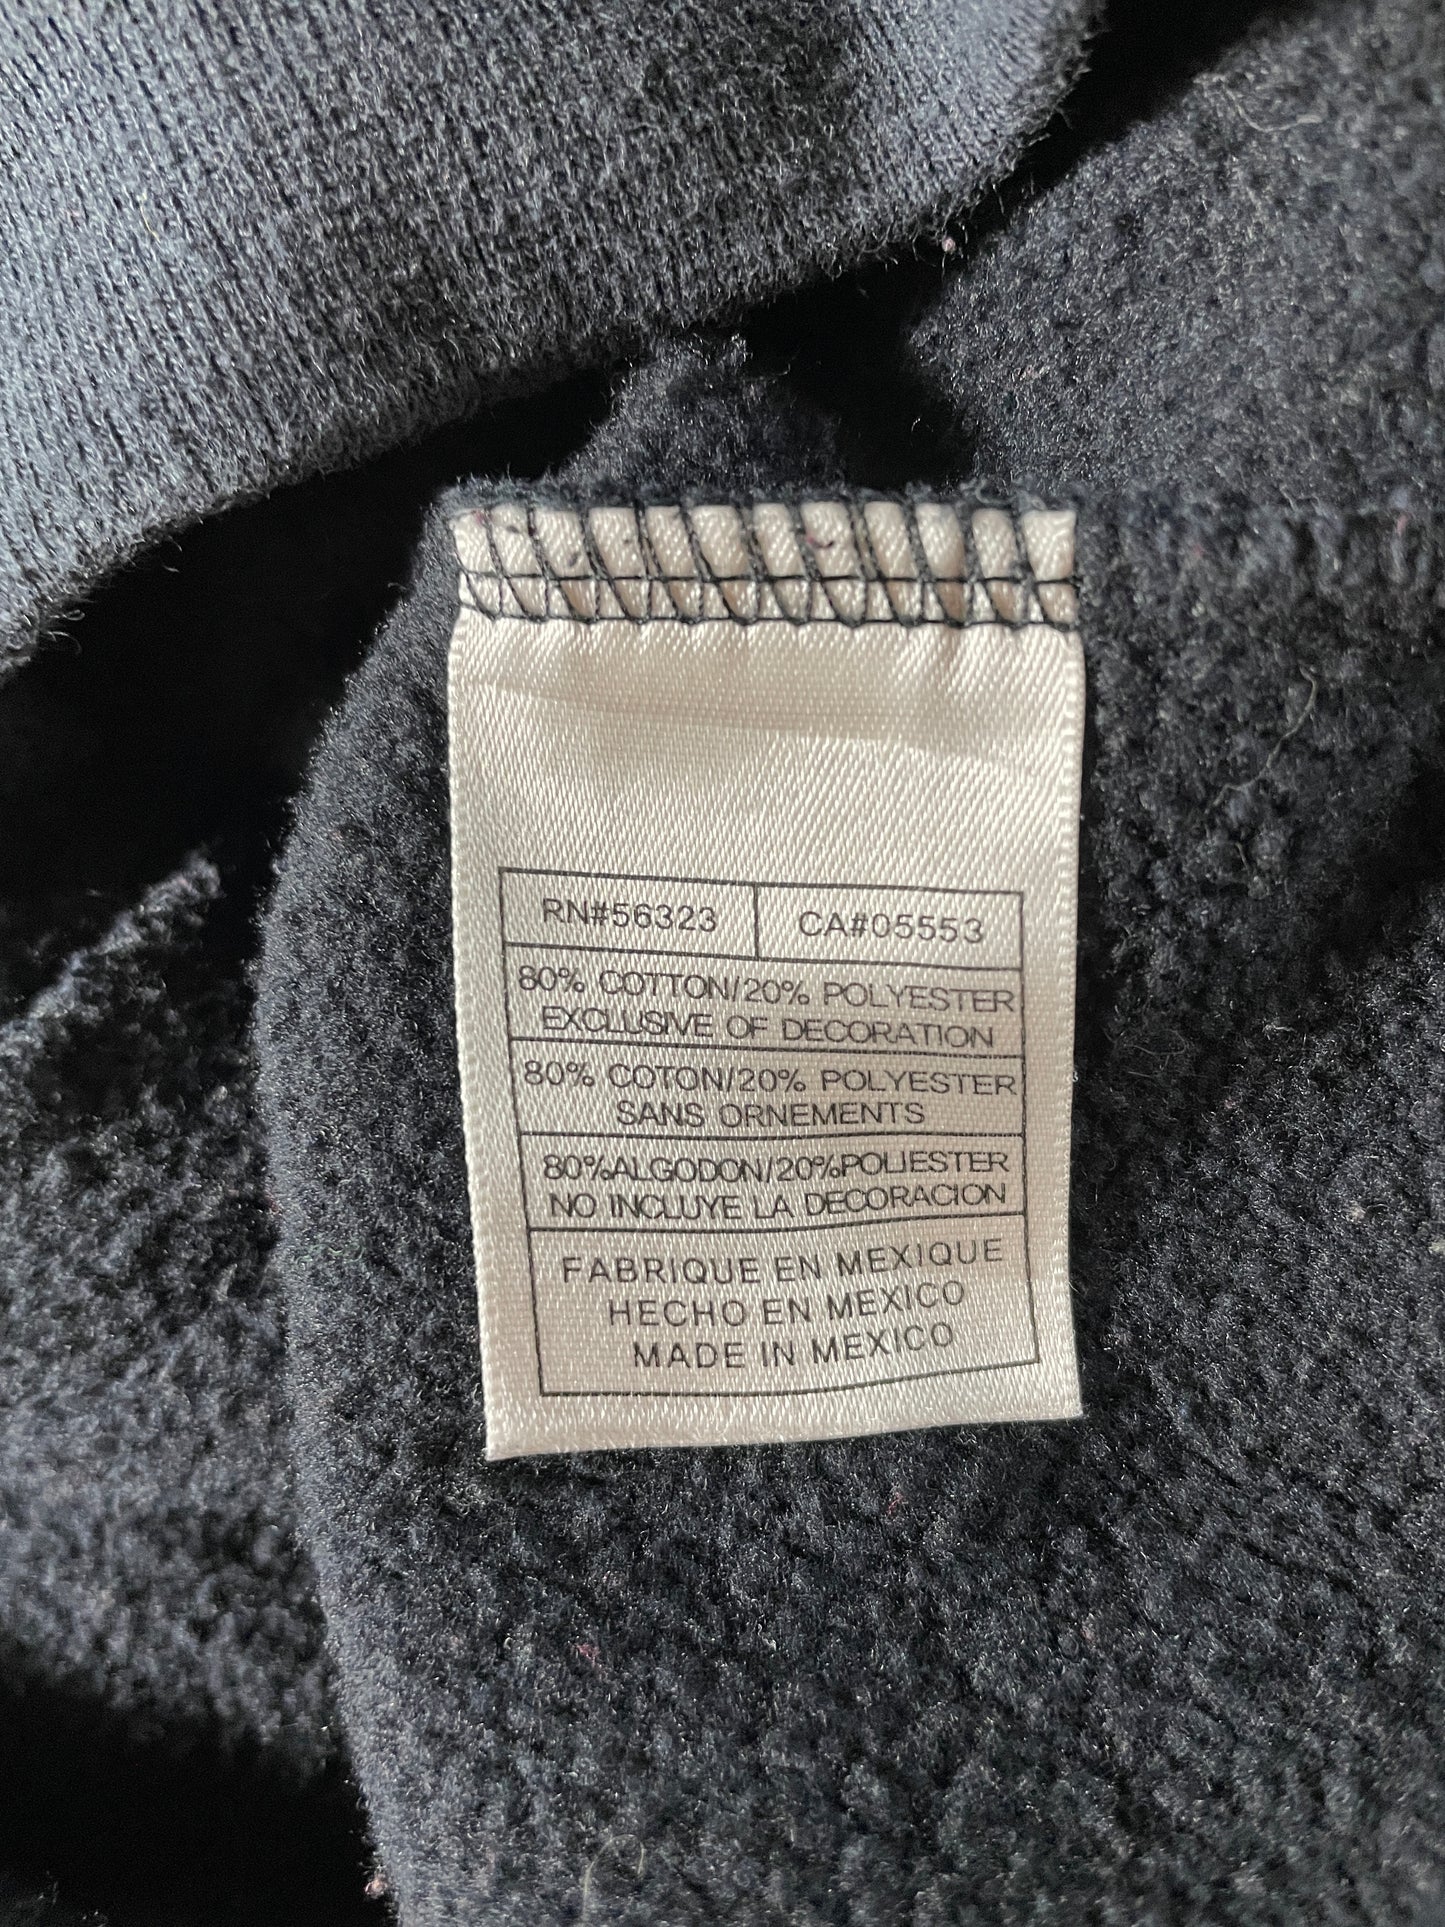 RN#56323 CA#05553
80% COTTON/20% POLYESTER
EXCLUSIVE OF DECORATION
80% COTON/20% POLYESTER
SANS ORNEMENTS
80%ALGODON/20%POLIESTER
NO INCLUYE LA DECORACION
FABRIQUE EN MEXIQUE
HECHO EN MEXICO
MADE IN MEXICO